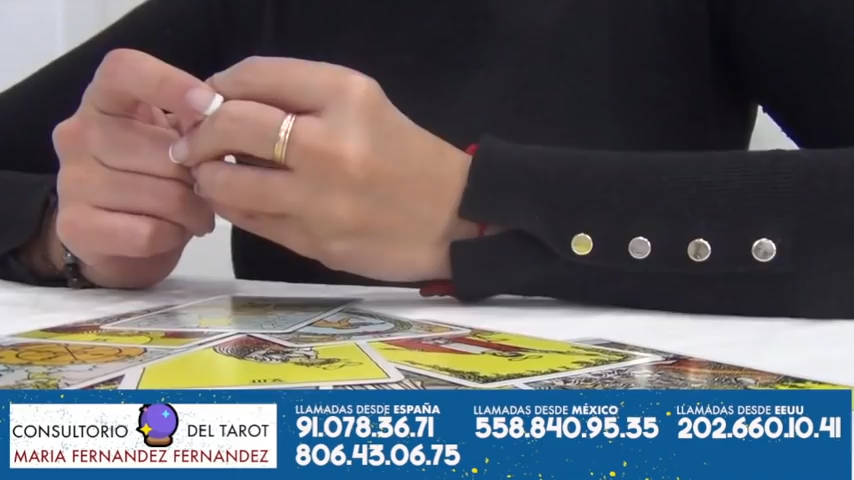 CONSULTORIO DEL TAROT
MARIA FERNANDEZ FERNANDEZ
LLAMADAS DESDE ESPAÑA
91.078.36.71
806.43.06.75
LLAMADAS DESDE MÉXICO
558.840.95.35
LLAMADAS DESDE EEUU
202.660.10.41